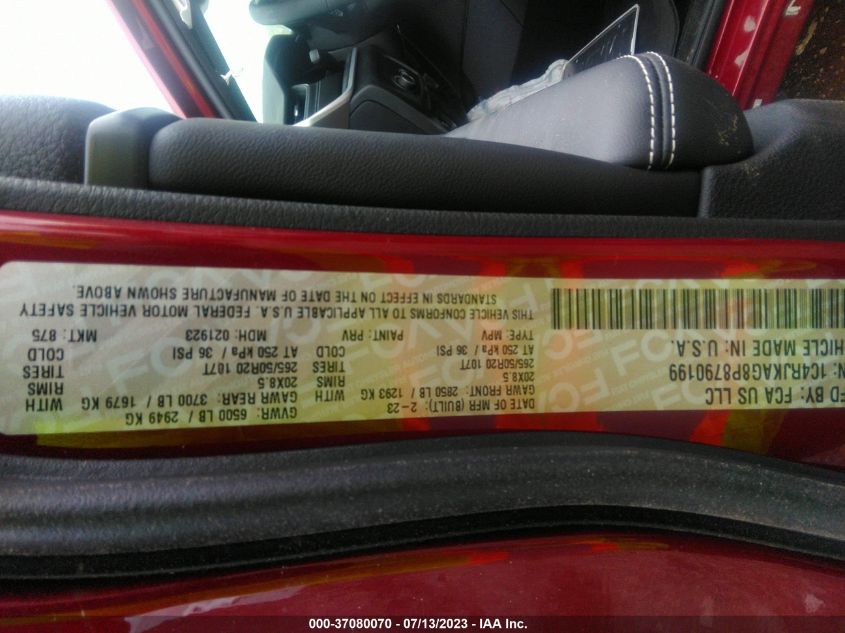 MFD BY: FCA US LLC
DATE OF MFR (BUILT): 2-23
GVWR: 6500 LB / 2949 KG
GAWR FRONT: 2850 LB / 1293 KG
GAWR REAR: 3700 LB / 1679 KG
WITH
20X8.5
RIMS
20X8.5
RIMS
265/50R20 107T
TIRES
265/50R20 107T
TIRES
AT 250 kPa / 36 PSI
COLD
AT 250 kPa / 36 PSI
COLD
VIN: 1C4RJKAG8P8790199
TYPE: MPV
PAINT: PRV
MDH: 021923
MKT: 875
VEHICLE MADE IN: U.S.A.
THIS VEHICLE CONFORMS TO ALL APPLICABLE U.S.A. FEDERAL MOTOR VEHICLE SAFETY
STANDARDS IN EFFECT ON THE DATE OF MANUFACTURE SHOWN ABOVE.
000-37080070 - 07/13/2023 - IAA Inc.